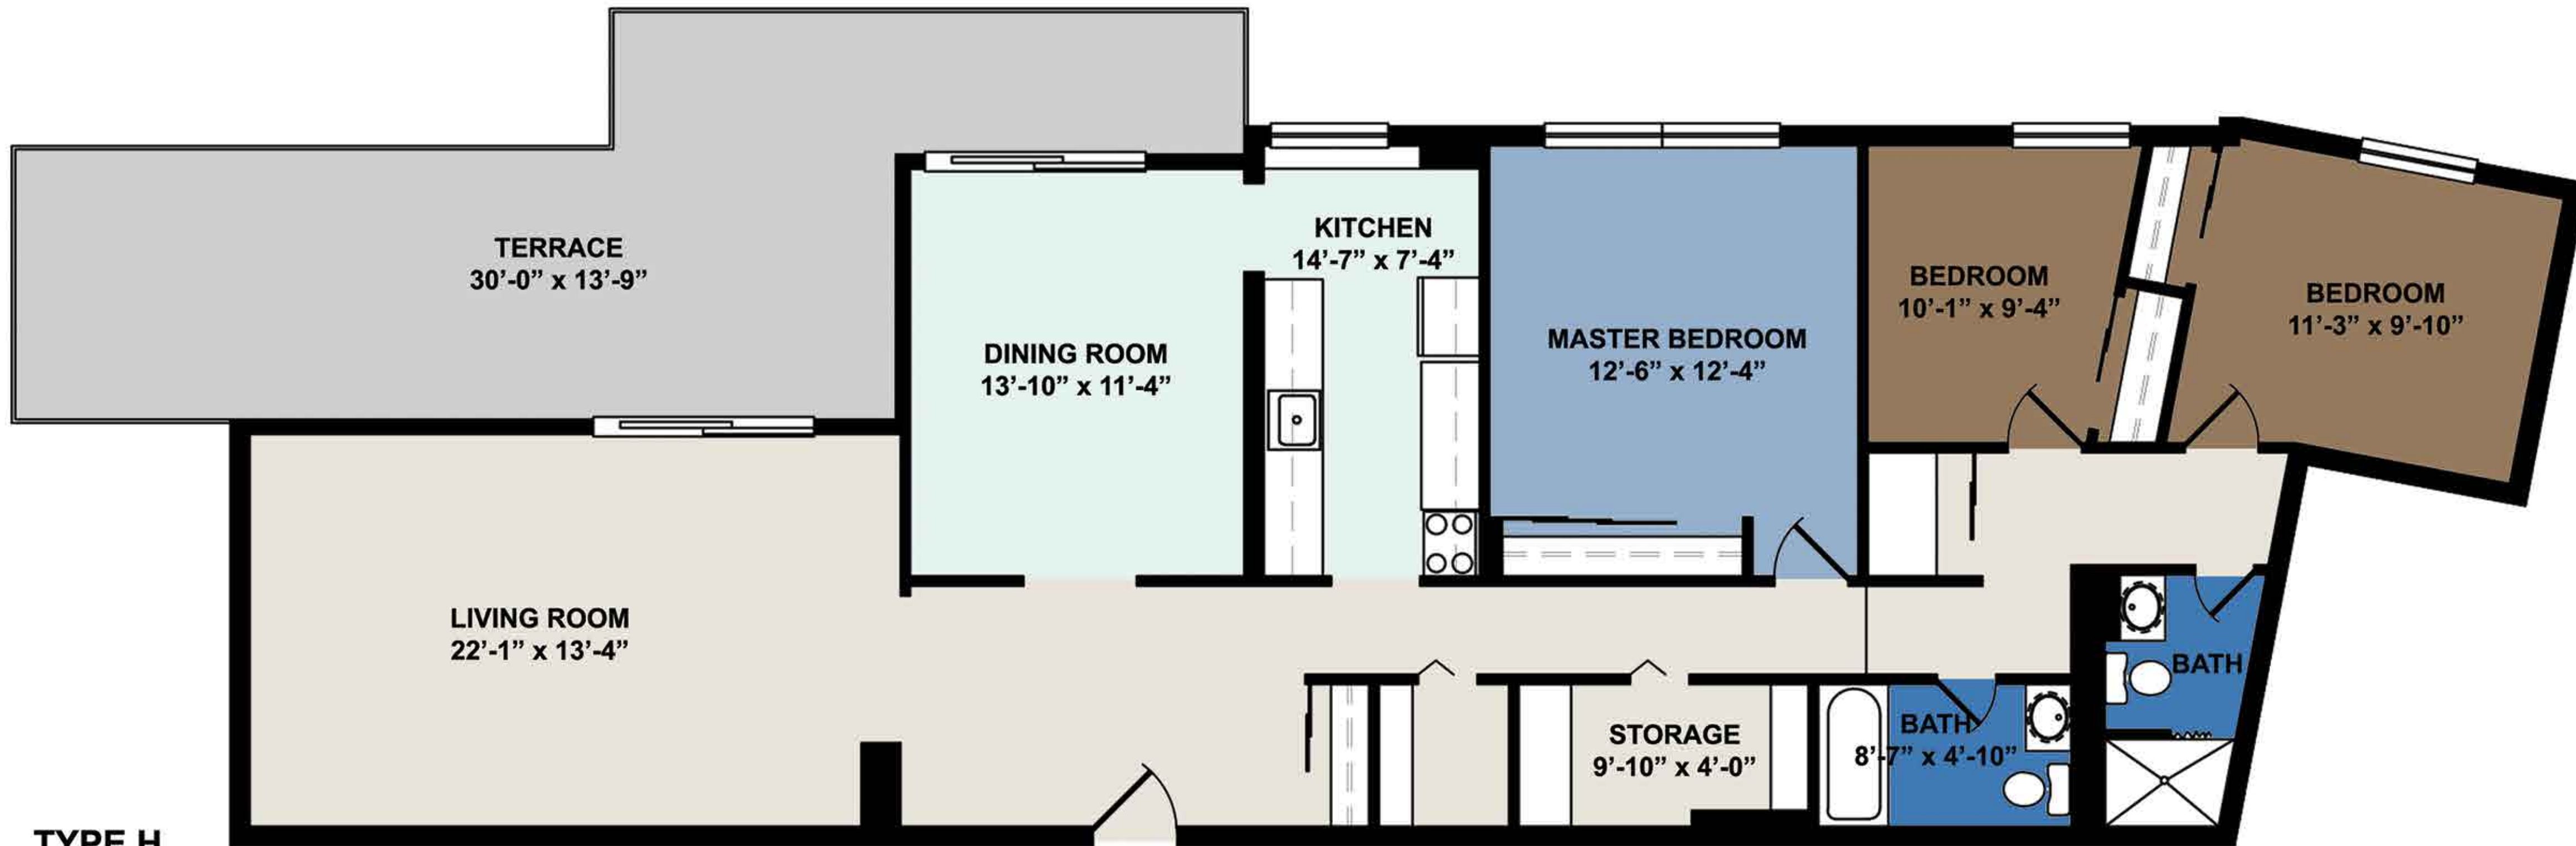 TERRACE
30’-0” x 13’-9”
KITCHEN
14’-7” x 7’-4”
DINING ROOM
13’-10” x 11’-4”
MASTER BEDROOM
12’-6” x 12’-4”
BEDROOM
10’-1” x 9’-4”
BEDROOM
11’-3” x 9’-10”
LIVING ROOM
22’-1” x 13’-4”
STORAGE
9’-10” x 4’-0”
BATH
8’-7” x 4’-10”
BATH
TYPE H